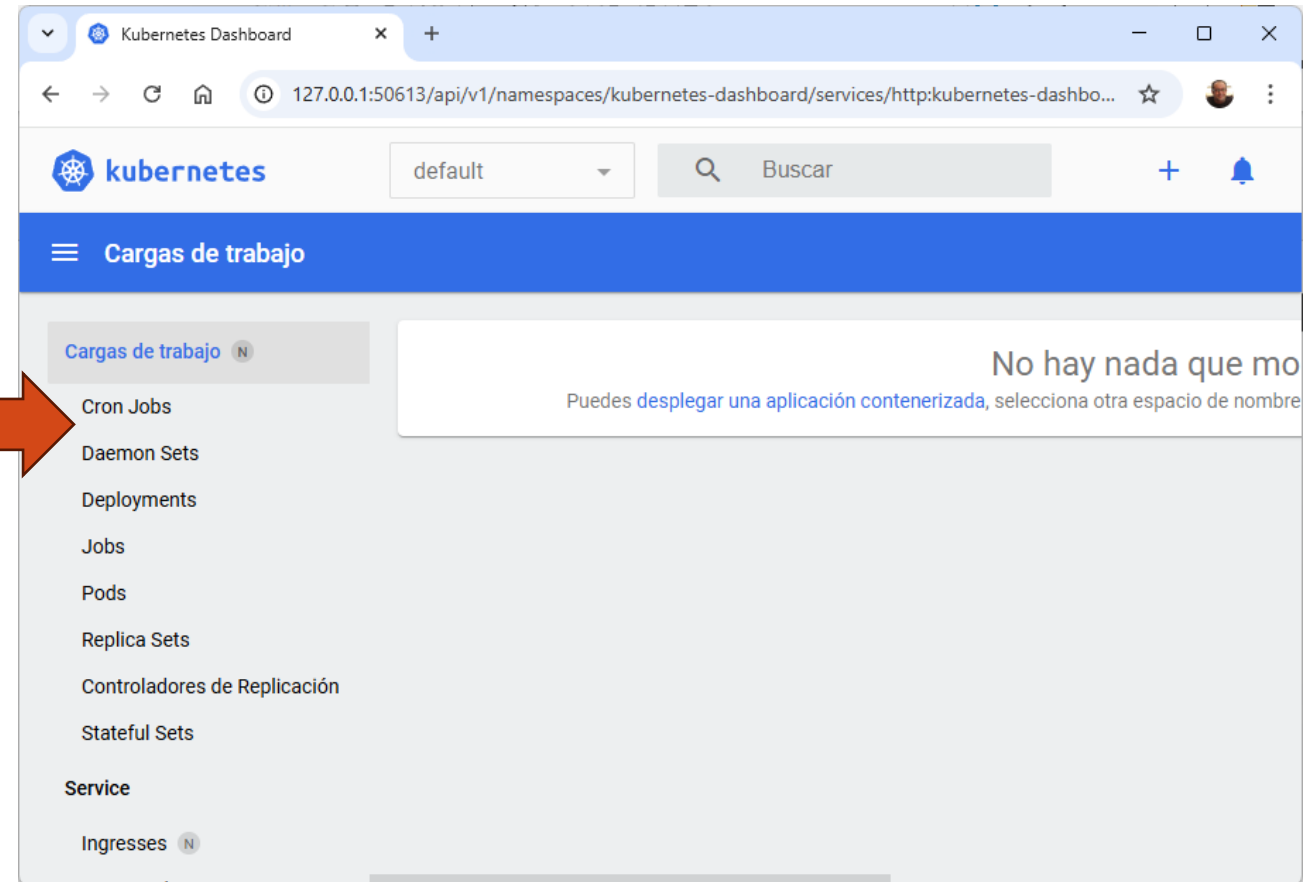 Kubernetes Dashboard
127.0.0.1:50613/api/v1/namespaces/kubernetes-dashboard/services/http:kubernetes-dashbo...
kubernetes
default
Buscar
Cargas de trabajo
Cargas de trabajo N
No hay nada que mo
Puedes desplegar una aplicación contenerizada, selecciona otra espacio de nombre
Cron Jobs
Daemon Sets
Deployments
Jobs
Pods
Replica Sets
Controladores de Replicación
Stateful Sets
Service
Ingresses N